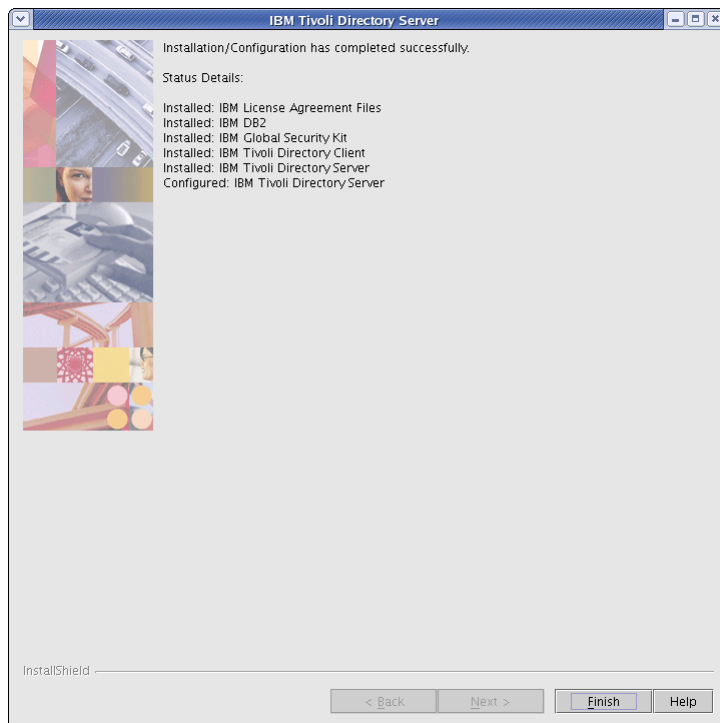 IBM Tivoli Directory Server
Installation/Configuration has completed successfully.
Status Details:
Installed: IBM License Agreement Files
Installed: IBM DB2
Installed: IBM Global Security Kit
Installed: IBM Tivoli Directory Client
Installed: IBM Tivoli Directory Server
Configured: IBM Tivoli Directory Server
InstallShield
< Back
Next >
Finish
Help